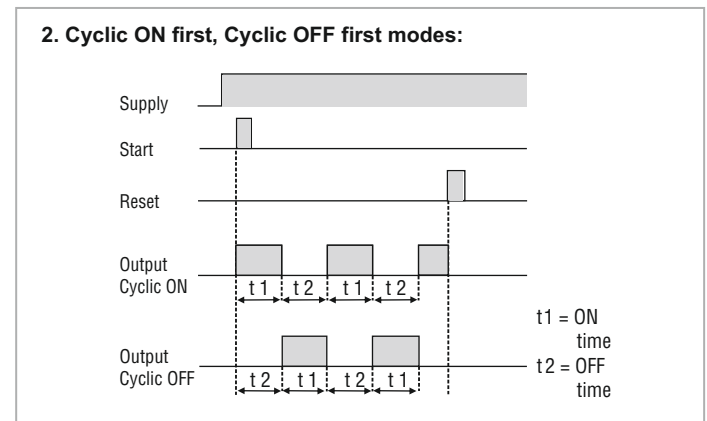 2. Cyclic ON first, Cyclic OFF first modes:
Supply
Start
Reset
Output
Cyclic ON
t 1 t 2 t 1 t 2
t1 = ON
time
t2 = OFF
time
Output
Cyclic OFF
t 2 t 1 t 2 t 1